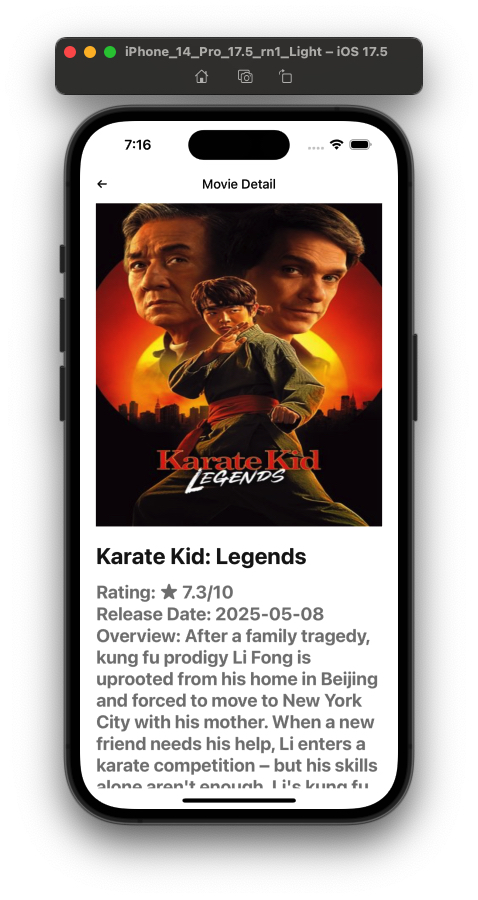 iPhone_14_Pro_17.5_rn1_Light – iOS 17.5
7:16
Movie Detail
Karate Kid
LEGENDS
Karate Kid: Legends
Rating: ★ 7.3/10
Release Date: 2025-05-08
Overview: After a family tragedy,
kung fu prodigy Li Fong is
uprooted from his home in Beijing
and forced to move to New York
City with his mother. When a new
friend needs his help, Li enters a
karate competition – but his skills
alone aren't enough. Li's kung fu